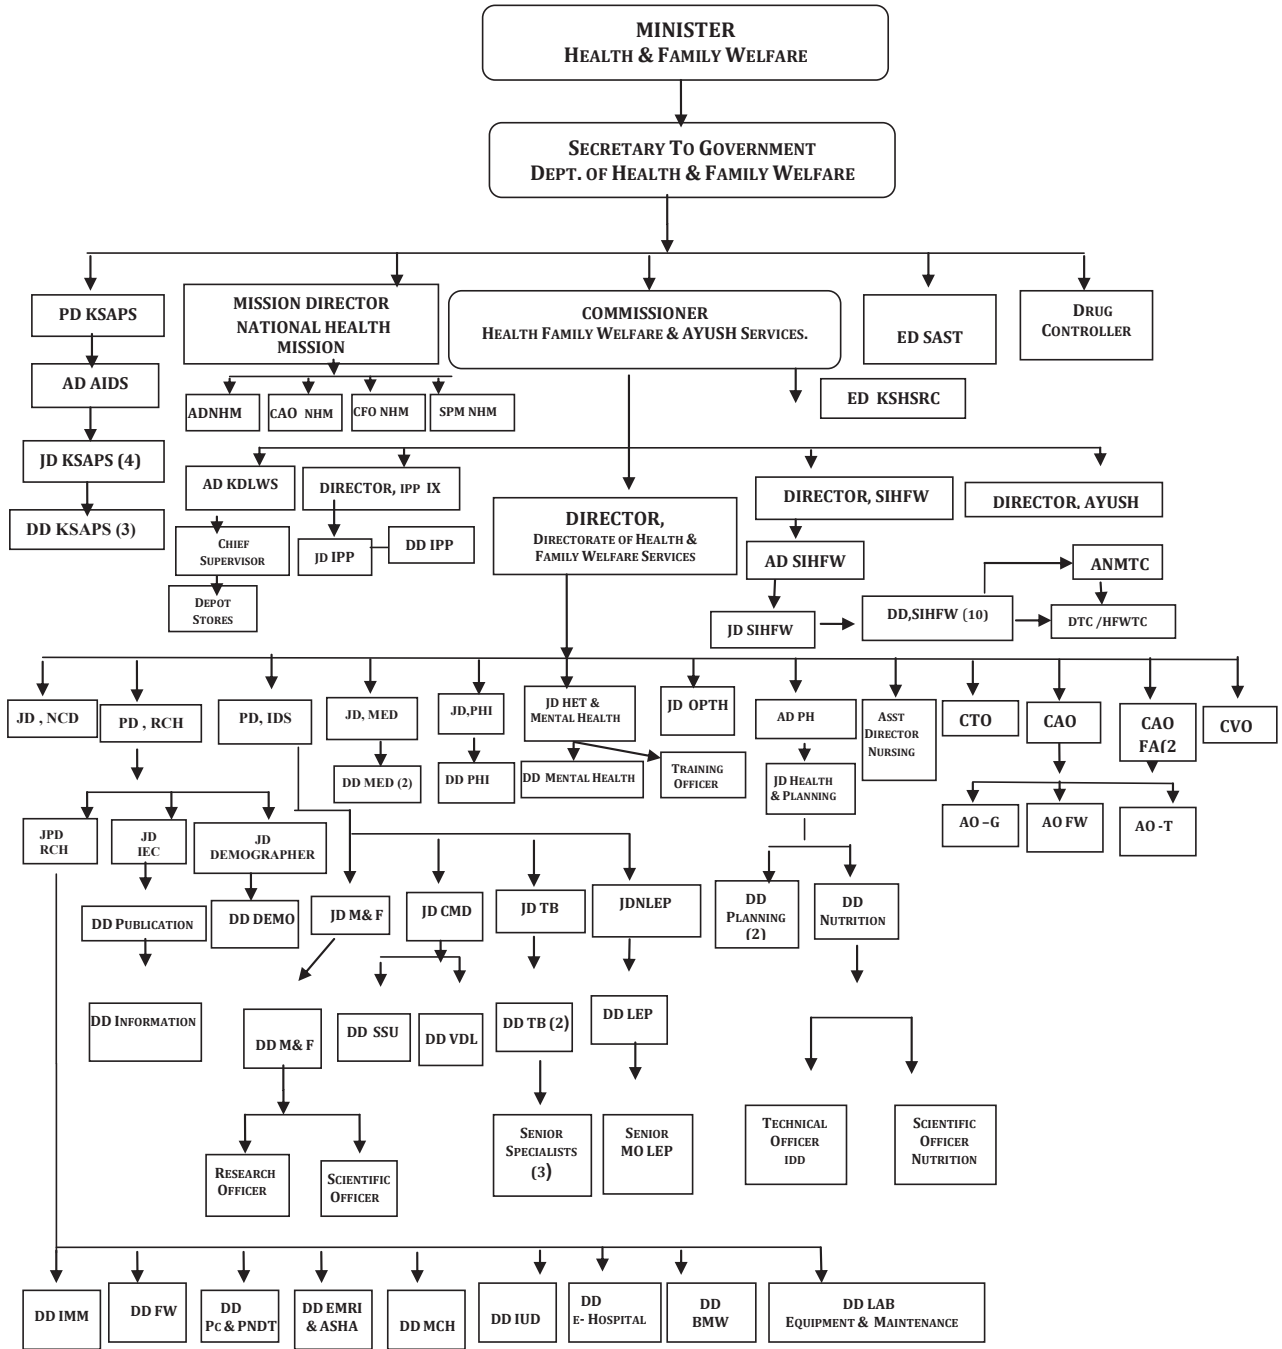 MINISTER
HEALTH & FAMILY WELFARE
SECRETARY TO GOVERNMENT
DEPT. OF HEALTH & FAMILY WELFARE
PD KSAPS
MISSION DIRECTOR
NATIONAL HEALTH
MISSION
COMMISSIONER
HEALTH FAMILY WELFARE & AYUSH SERVICES.
ED SAST
DRUG
CONTROLLER
AD AIDS
ADNHM
CAO NHM
CFO NHM
SPM NHM
ED KSHSRC
JD KSAPS (4)
AD KDLWS
DIRECTOR, IPP IX
DIRECTOR,
DIRECTORATE OF HEALTH &
FAMILY WELFARE SERVICES
DIRECTOR, SIHFW
DIRECTOR, AYUSH
DD KSAPS (3)
CHIEF
SUPERVISOR
JD IPP
DD IPP
AD SIHFW
ANMTC
DEPOT
STORES
JD SIHFW
DD,SIHFW (10)
DTC /HFWTC
JD , NCD
PD , RCH
PD, IDS
JD, MED
JD,PHI
JD HET &
MENTAL HEALTH
JD OPTH
AD PH
ASST
DIRECTOR
NURSING
CTO
CAO
CAO
FA(2
CVO
DD MED (2)
DD PHI
DD MENTAL HEALTH
TRAINING
OFFICER
JD HEALTH
& PLANNING
JPD
RCH
JD
IEC
JD
DEMOGRAPHER
AO –G
AO FW
AO -T
DD PUBLICATION
DD DEMO
JD M& F
JD CMD
JD TB
JDNLEP
DD
PLANNING
(2)
DD
NUTRITION
DD INFORMATION
DD M& F
DD SSU
DD VDL
DD TB (2)
DD LEP
RESEARCH
OFFICER
SCIENTIFIC
OFFICER
SENIOR
SPECIALISTS
(3)
SENIOR
MO LEP
TECHNICAL
OFFICER
IDD
SCIENTIFIC
OFFICER
NUTRITION
DD IMM
DD FW
DD
PC & PNDT
DD EMRI
& ASHA
DD MCH
DD IUD
DD
E- HOSPITAL
DD
BMW
DD LAB
EQUIPMENT & MAINTENANCE